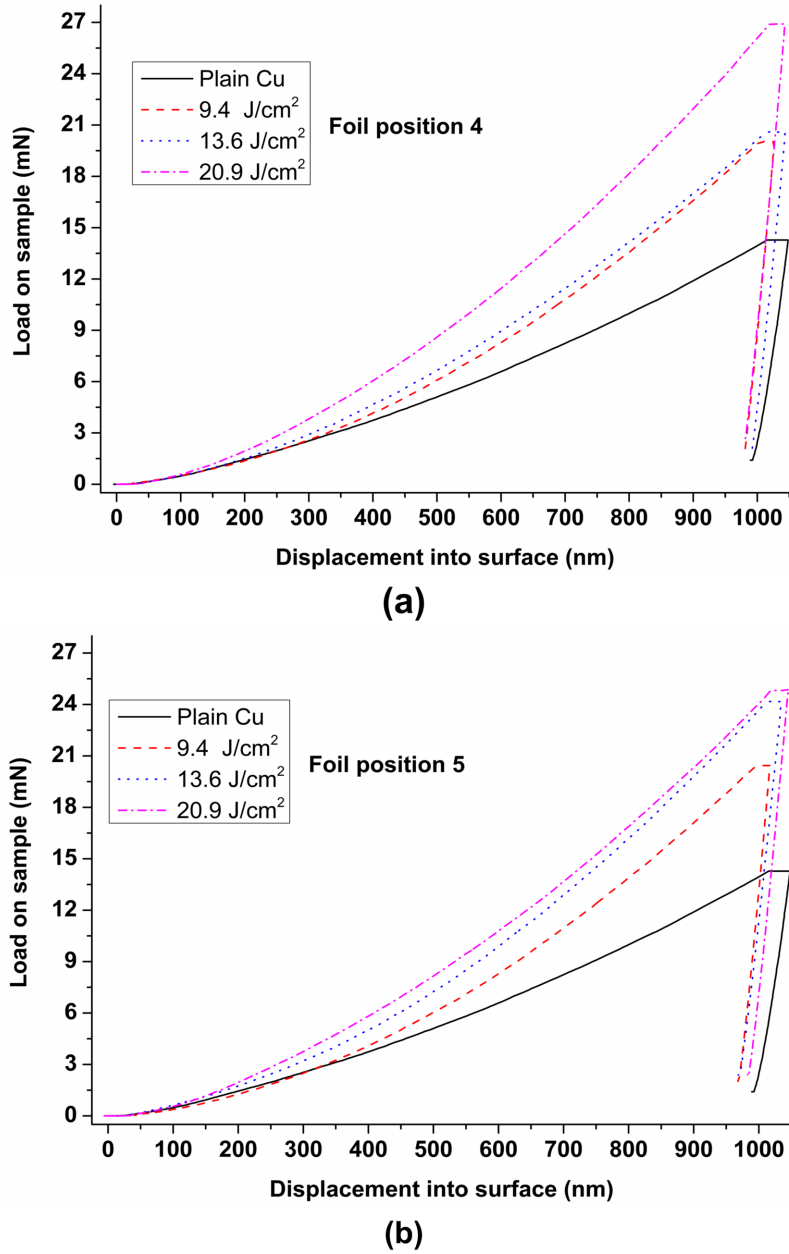 27
24
21
18
15
12
9
6
3
0
Load on sample (mN)
Plain Cu
9.4 J/cm²
13.6 J/cm²
20.9 J/cm²
Foil position 4
0 100 200 300 400 500 600 700 800 900 1000
Displacement into surface (nm)
(a)
27
24
21
18
15
12
9
6
3
0
Load on sample (mN)
Plain Cu
9.4 J/cm²
13.6 J/cm²
20.9 J/cm²
Foil position 5
0 100 200 300 400 500 600 700 800 900 1000
Displacement into surface (nm)
(b)